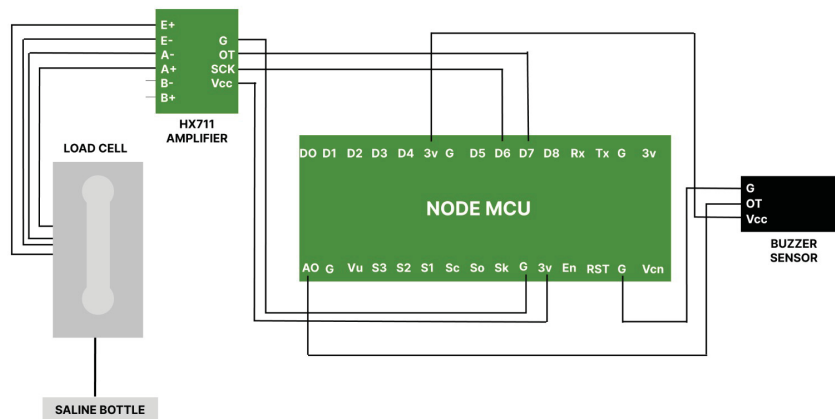 E+
E-
A-
A+
B-
B+
G
OT
SCK
Vcc
HX711
AMPLIFIER
LOAD CELL
SALINE BOTTLE
DO D1 D2 D3 D4 3v G D5 D6 D7 D8 Rx Tx G 3v
NODE MCU
AO G Vu S3 S2 S1 Sc So Sk G 3v En RST G Vcn
G
OT
Vcc
BUZZER
SENSOR